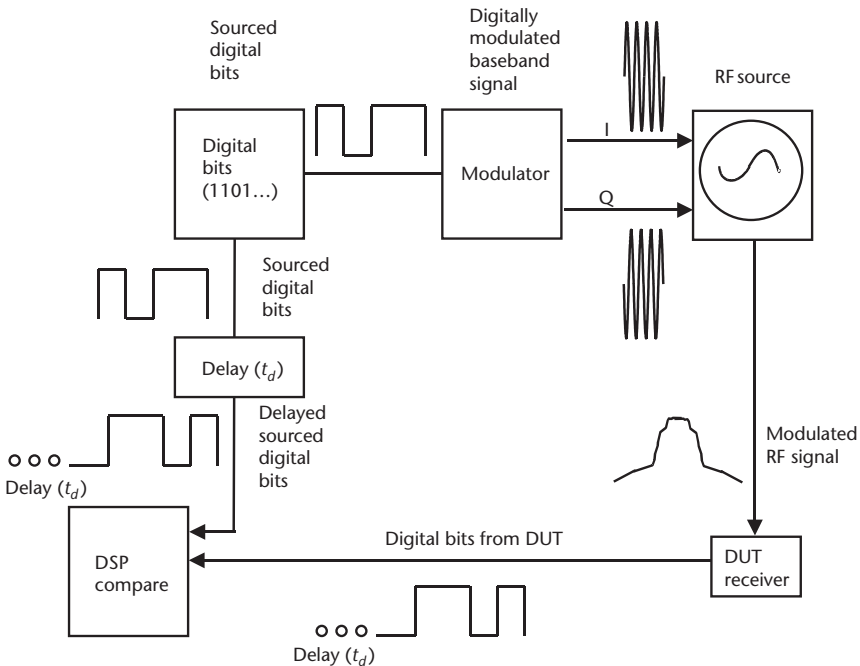 Sourced
digital
bits
Digitally
modulated
baseband
signal
RF source
Digital
bits
(1101…)
Modulator
I
Q
Sourced
digital
bits
Delay (t_d)
Delayed
sourced
digital
bits
Delay (t_d)
Modulated
RF signal
DSP
compare
Digital bits from DUT
DUT
receiver
Delay (t_d)